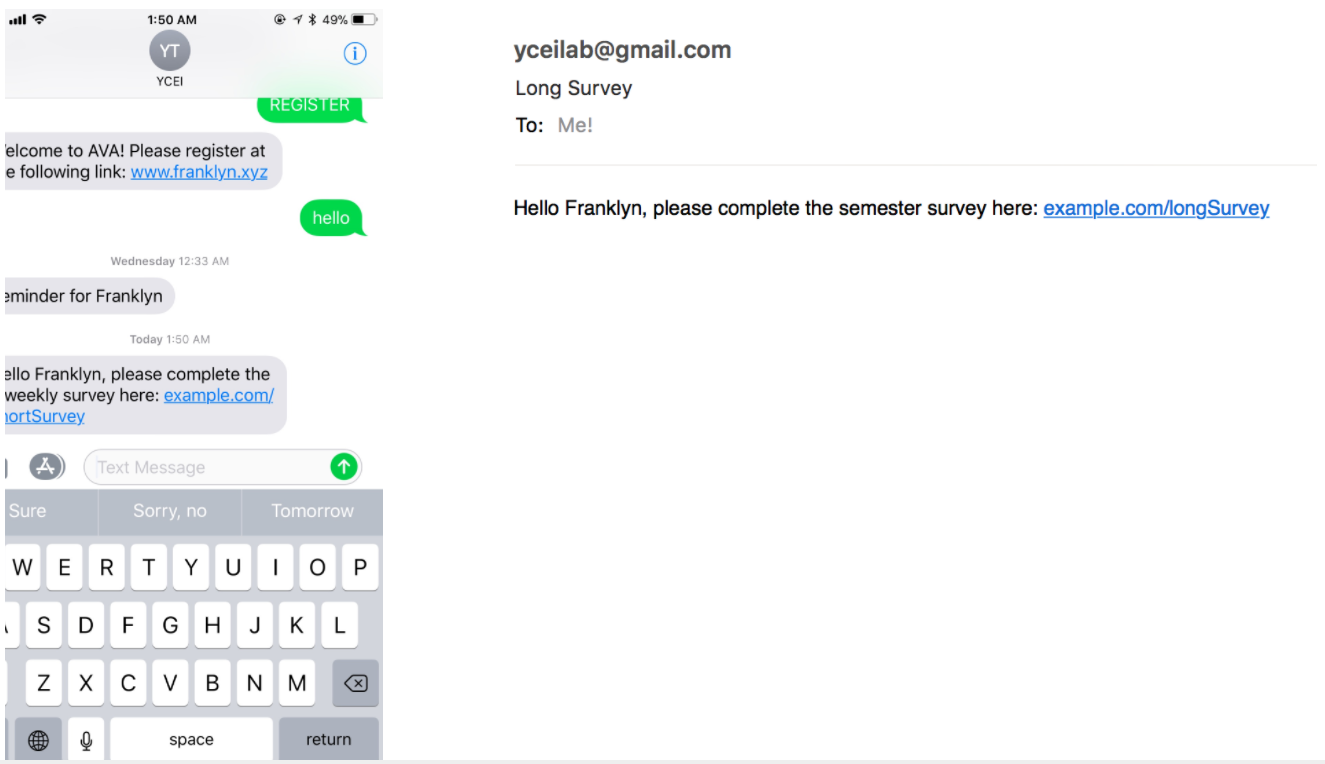 1:50 AM
49%
YT
YCEI
REGISTER
elcome to AVA! Please register at
e following link: www.franklyn.xyz
hello
Wednesday 12:33 AM
eminder for Franklyn
Today 1:50 AM
ello Franklyn, please complete the
weekly survey here: example.com/
hortSurvey
Text Message
Sure
Sorry, no
Tomorrow
W E R T Y U I O P
S D F G H J K L
Z X C V B N M
space
return
yceilab@gmail.com
Long Survey
To: Me!
Hello Franklyn, please complete the semester survey here: example.com/longSurvey